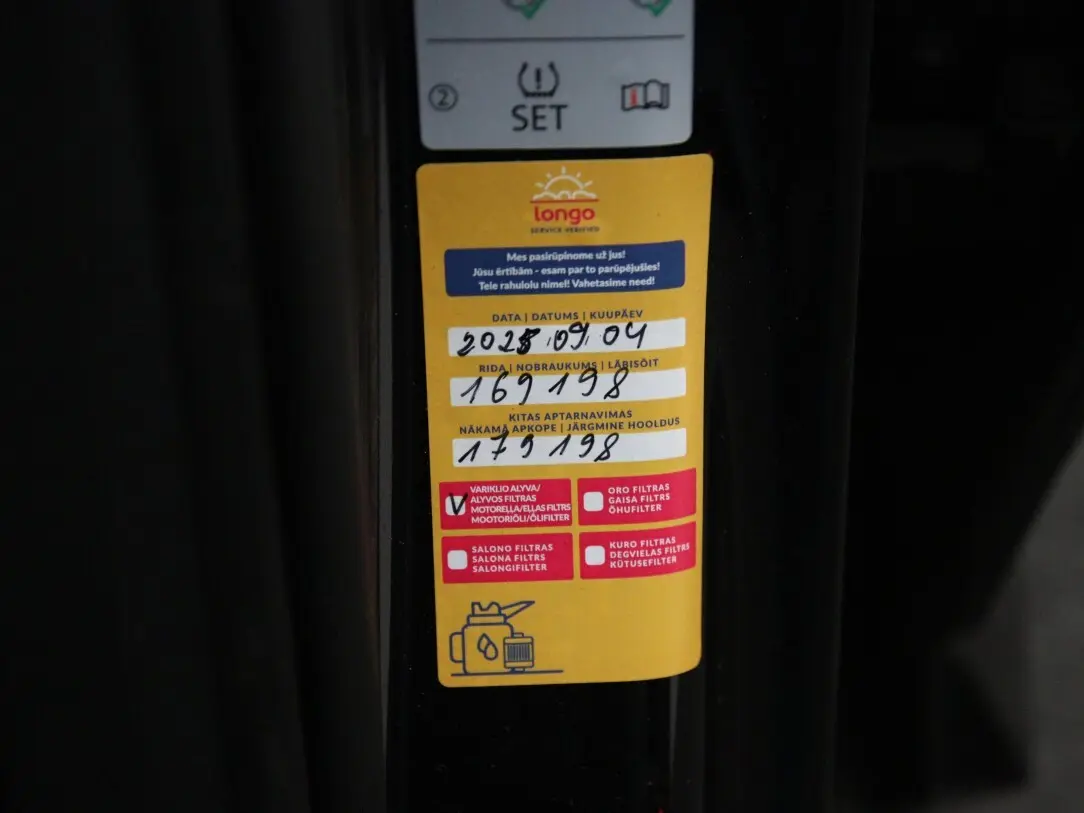 ②
SET
i
longo
SERVICE VERIFIED
Mes pasirūpinome už jus!
Jūsu ērtībām - esam par to parūpējušies!
Teie rahulolu nimel! Vahetasime need!
DATA | DATUMS | KUUPÄEV
2025.09.04
RIDA | NOBRAUKUMS | LÄBISÕIT
169198
KITAS APTARNAVIMAS
NĀKAMĀ APKOPE | JÄRGMINE HOOLDUS
179198
V
VARIKLIO ALYVA/
ALYVOS FILTRAS
MOTOREĻĻA/EĻĻAS FILTRS
MOOTORIÕLI/ÕLIFILTER
ORO FILTRAS
GAISA FILTRS
ÕHUFILTER
SALONO FILTRAS
SALONA FILTRS
SALONGIFILTER
KURO FILTRAS
DEGVIELAS FILTRS
KÜTUSEFILTER